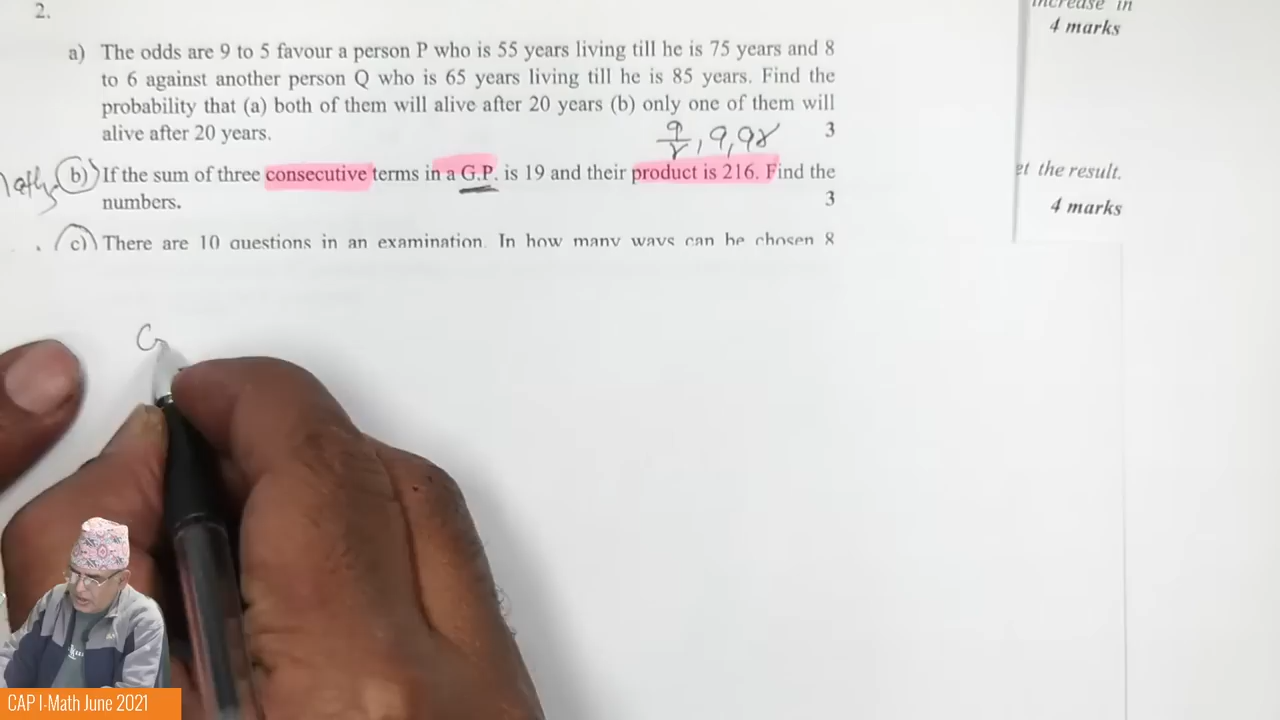 2.
increase in
4 marks
a) The odds are 9 to 5 favour a person P who is 55 years living till he is 75 years and 8
to 6 against another person Q who is 65 years living till he is 85 years. Find the
probability that (a) both of them will alive after 20 years (b) only one of them will
alive after 20 years. 3
a/r, a, ar
b) If the sum of three consecutive terms in a G.P. is 19 and their product is 216. Find the
numbers. 3
et the result.
4 marks
c) There are 10 questions in an examination. In how many ways can be chosen 8
CAP I-Math June 2021